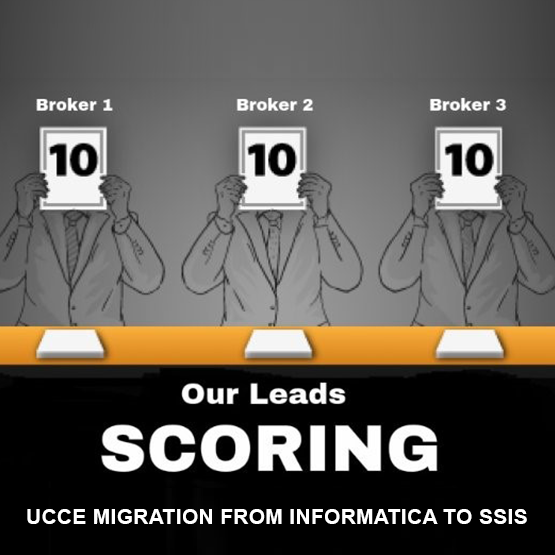 Broker 1 Broker 2 Broker 3
10 10 10
Our Leads
SCORING
UCCE MIGRATION FROM INFORMATICA TO SSIS